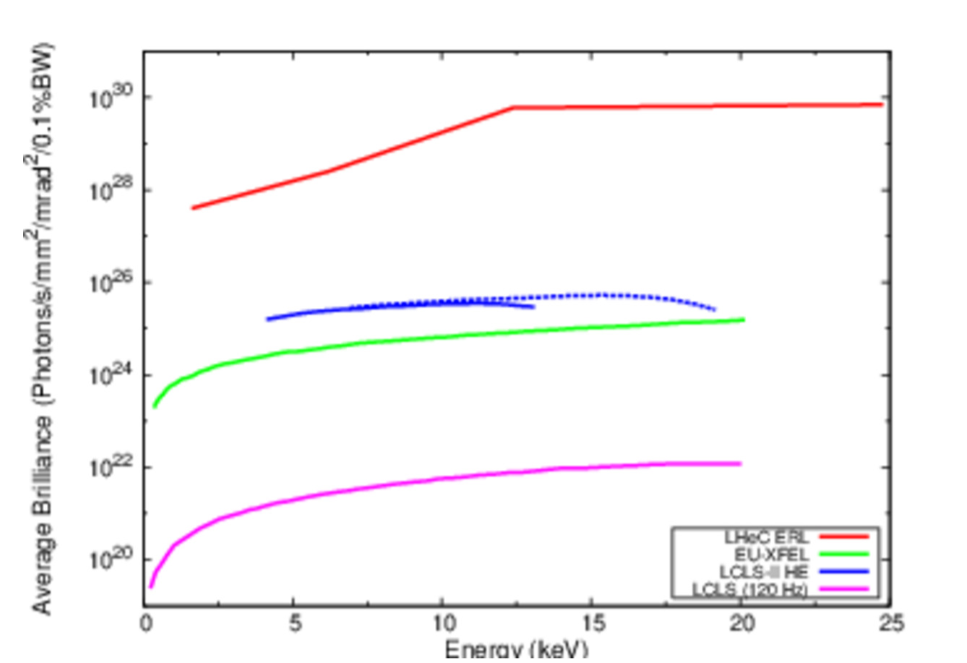 Average Brilliance (Photons/s/mm²/mrad²/0.1%BW)
10³⁰
10²⁸
10²⁶
10²⁴
10²²
10²⁰
LHeC ERL
EU-XFEL
LCLS-II HE
LCLS (120 Hz)
0 5 10 15 20 25
Energy (keV)